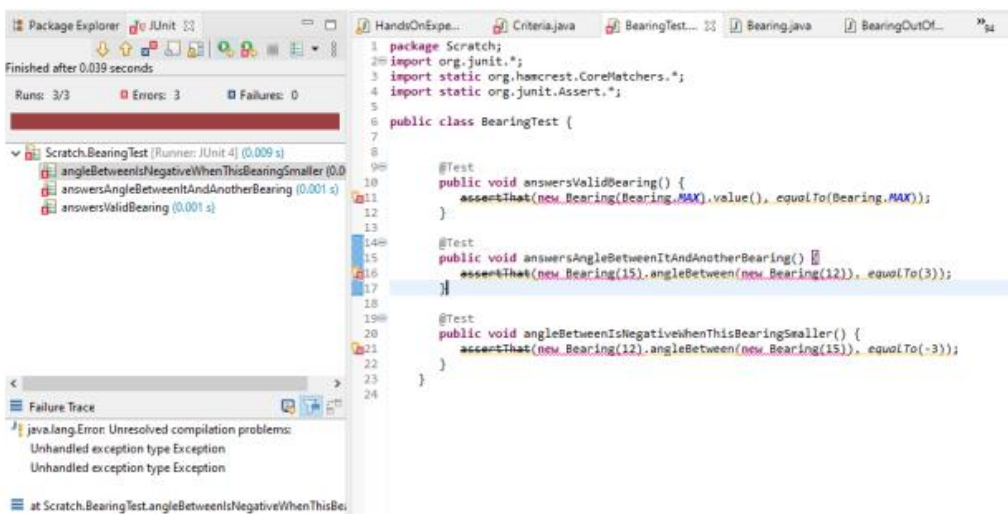 Package Explorer JUnit
Finished after 0.039 seconds
Runs: 3/3 Errors: 3 Failures: 0
Scratch.BearingTest [Runner: JUnit 4] (0.009 s)
angleBetweenIsNegativeWhenThisBearingSmaller (0.0
answersAngleBetweenItAndAnotherBearing (0.001 s)
answersValidBearing (0.001 s)
Failure Trace
java.lang.Error: Unresolved compilation problems:
Unhandled exception type Exception
Unhandled exception type Exception
at Scratch.BearingTest.angleBetweenIsNegativeWhenThisBea
HandsOnExpe... Criteria.java BearingTest.... Bearing.java BearingOutOf... 94
1 package Scratch;
2 import org.junit.*;
3 import static org.hamcrest.CoreMatchers.*;
4 import static org.junit.Assert.*;
5
6 public class BearingTest {
7
8
9 @Test
10 public void answersValidBearing() {
11 assertThat(new Bearing(Bearing.MAX).value(), equalTo(Bearing.MAX));
12 }
13
14 @Test
15 public void answersAngleBetweenItAndAnotherBearing() {
16 assertThat(new Bearing(15).angleBetween(new Bearing(12)), equalTo(3));
17 }
18
19 @Test
20 public void angleBetweenIsNegativeWhenThisBearingSmaller() {
21 assertThat(new Bearing(12).angleBetween(new Bearing(15)), equalTo(-3));
22 }
23 }
24